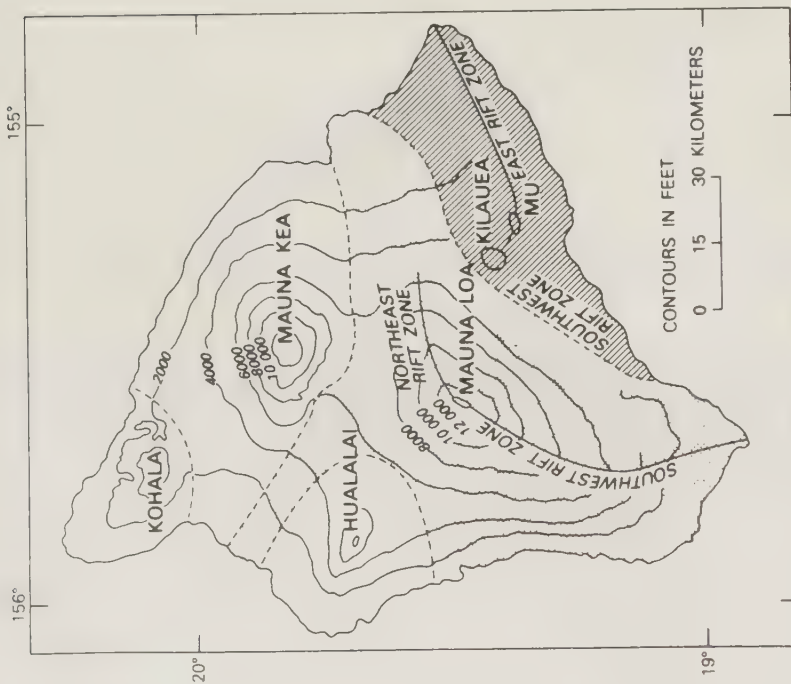 156°
155°
20°
19°
KOHALA
2000
4000
6000
8000
10 000
MAUNA KEA
HUALALAI
NORTHEAST
RIFT ZONE
8000
10 000
12 000
MAUNA LOA
SOUTHWEST RIFT ZONE
KILAUEA
MU
EAST RIFT ZONE
SOUTHWEST
RIFT ZONE
CONTOURS IN FEET
0 15 30 KILOMETERS